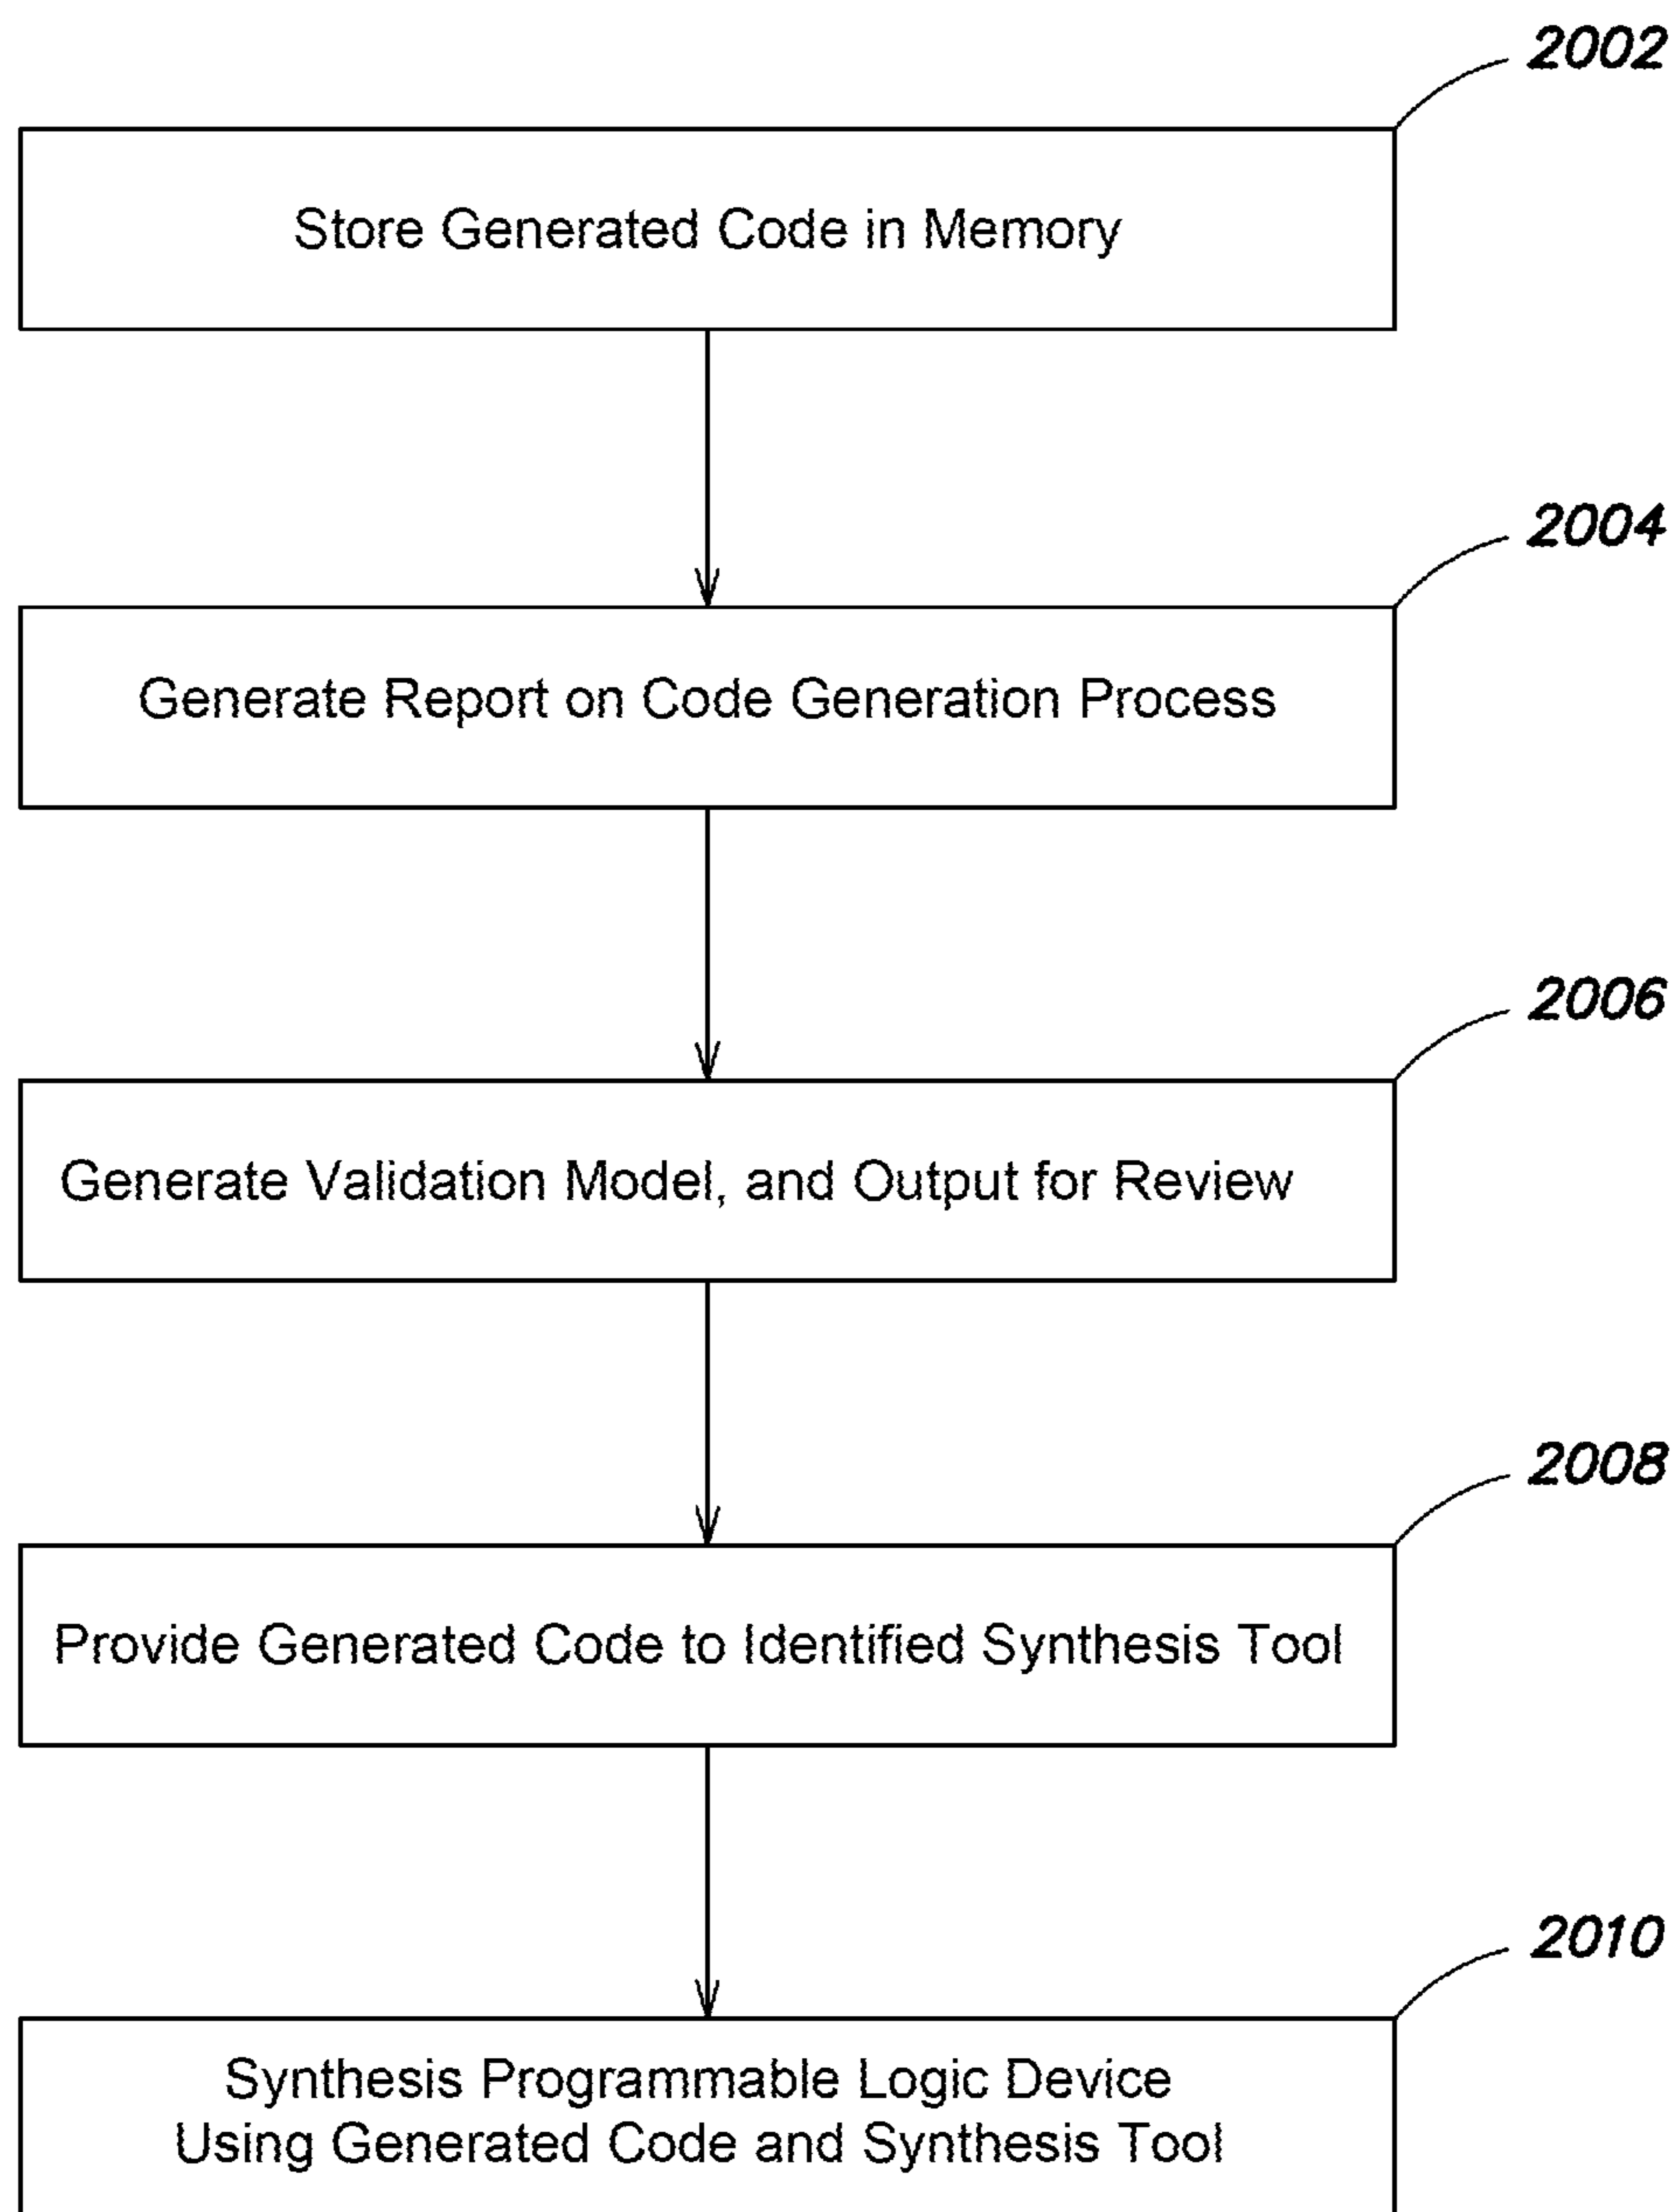 2002
Store Generated Code in Memory
2004
Generate Report on Code Generation Process
2006
Generate Validation Model, and Output for Review
2008
Provide Generated Code to Identified Synthesis Tool
2010
Synthesis Programmable Logic Device
Using Generated Code and Synthesis Tool